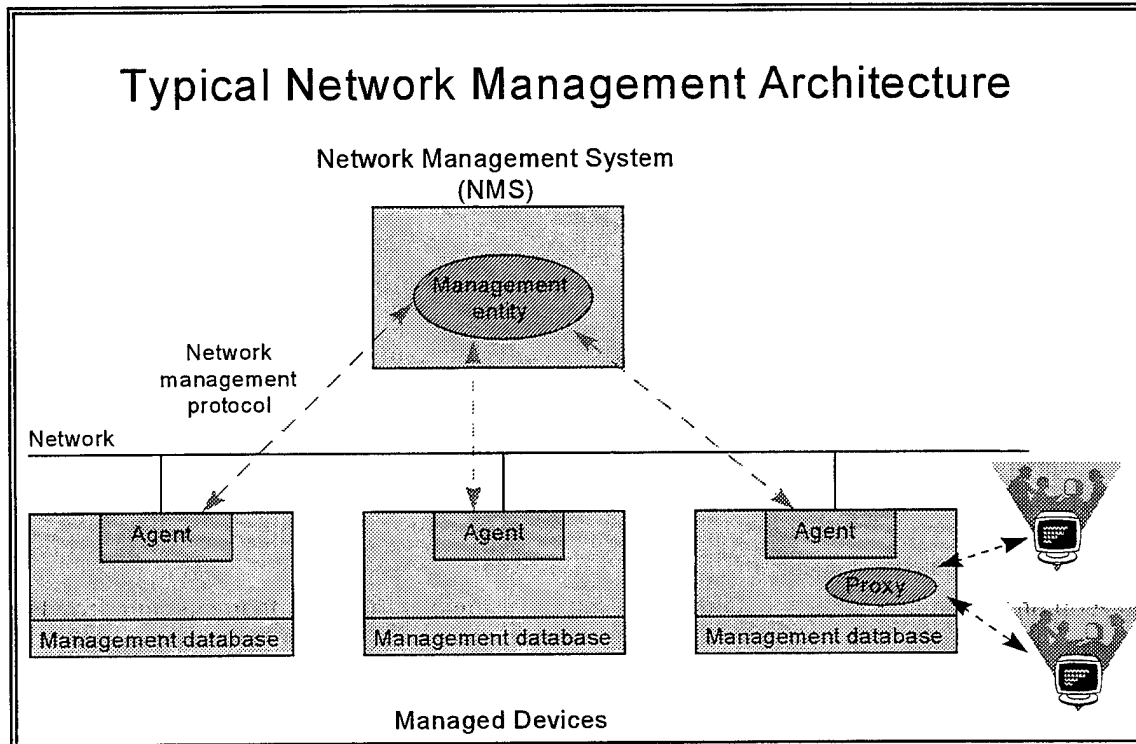 Typical Network Management Architecture
Network Management System
(NMS)
Management
entity
Network
management
protocol
Network
Agent
Agent
Agent
Proxy
Management database
Management database
Management database
Managed Devices